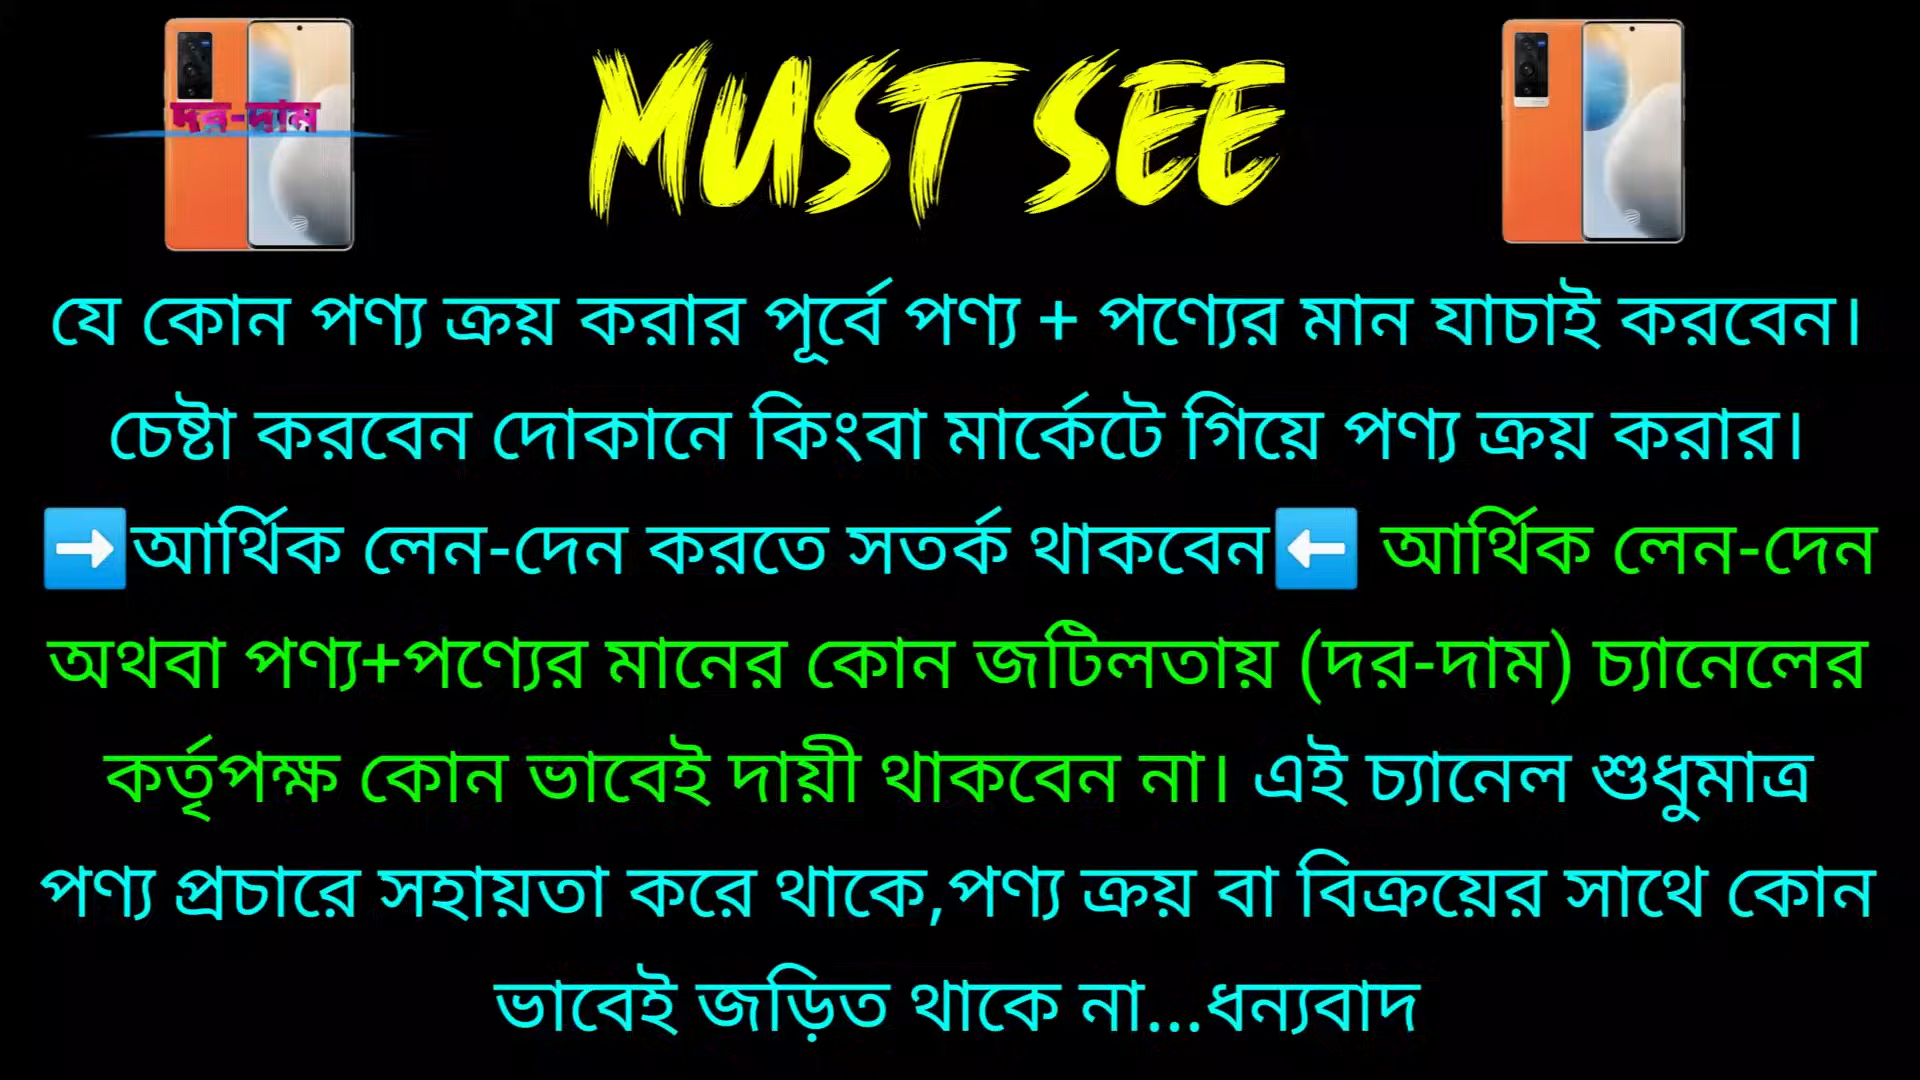 MUST SEE
দর-দাম
যে কোন পণ্য ক্রয় করার পূর্বে পণ্য + পণ্যের মান যাচাই করবেন।
চেষ্টা করবেন দোকানে কিংবা মার্কেটে গিয়ে পণ্য ক্রয় করার।
➡️আর্থিক লেন-দেন করতে সতর্ক থাকবেন⬅️ আর্থিক লেন-দেন
অথবা পণ্য+পণ্যের মানের কোন জটিলতায় (দর-দাম) চ্যানেলের
কর্তৃপক্ষ কোন ভাবেই দায়ী থাকবেন না। এই চ্যানেল শুধুমাত্র
পণ্য প্রচারে সহায়তা করে থাকে,পণ্য ক্রয় বা বিক্রয়ের সাথে কোন
ভাবেই জড়িত থাকে না...ধন্যবাদ